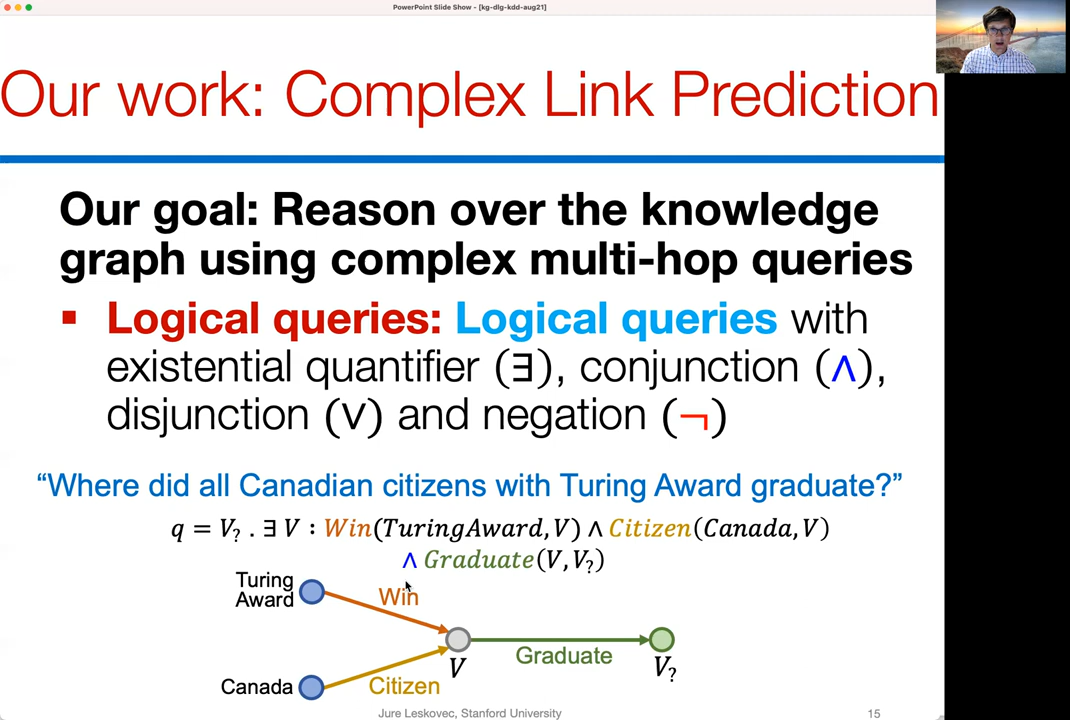 PowerPoint Slide Show - [kg-dlg-kdd-aug21]
Our work: Complex Link Prediction
Our goal: Reason over the knowledge
graph using complex multi-hop queries
▪ Logical queries: Logical queries with
existential quantifier (∃), conjunction (∧),
disjunction (∨) and negation (¬)
“Where did all Canadian citizens with Turing Award graduate?”
q = V? . ∃ V : Win(TuringAward, V) ∧ Citizen(Canada, V)
∧ Graduate(V, V?)
Turing
Award
Win
Graduate
V
V?
Canada
Citizen
Jure Leskovec, Stanford University
15